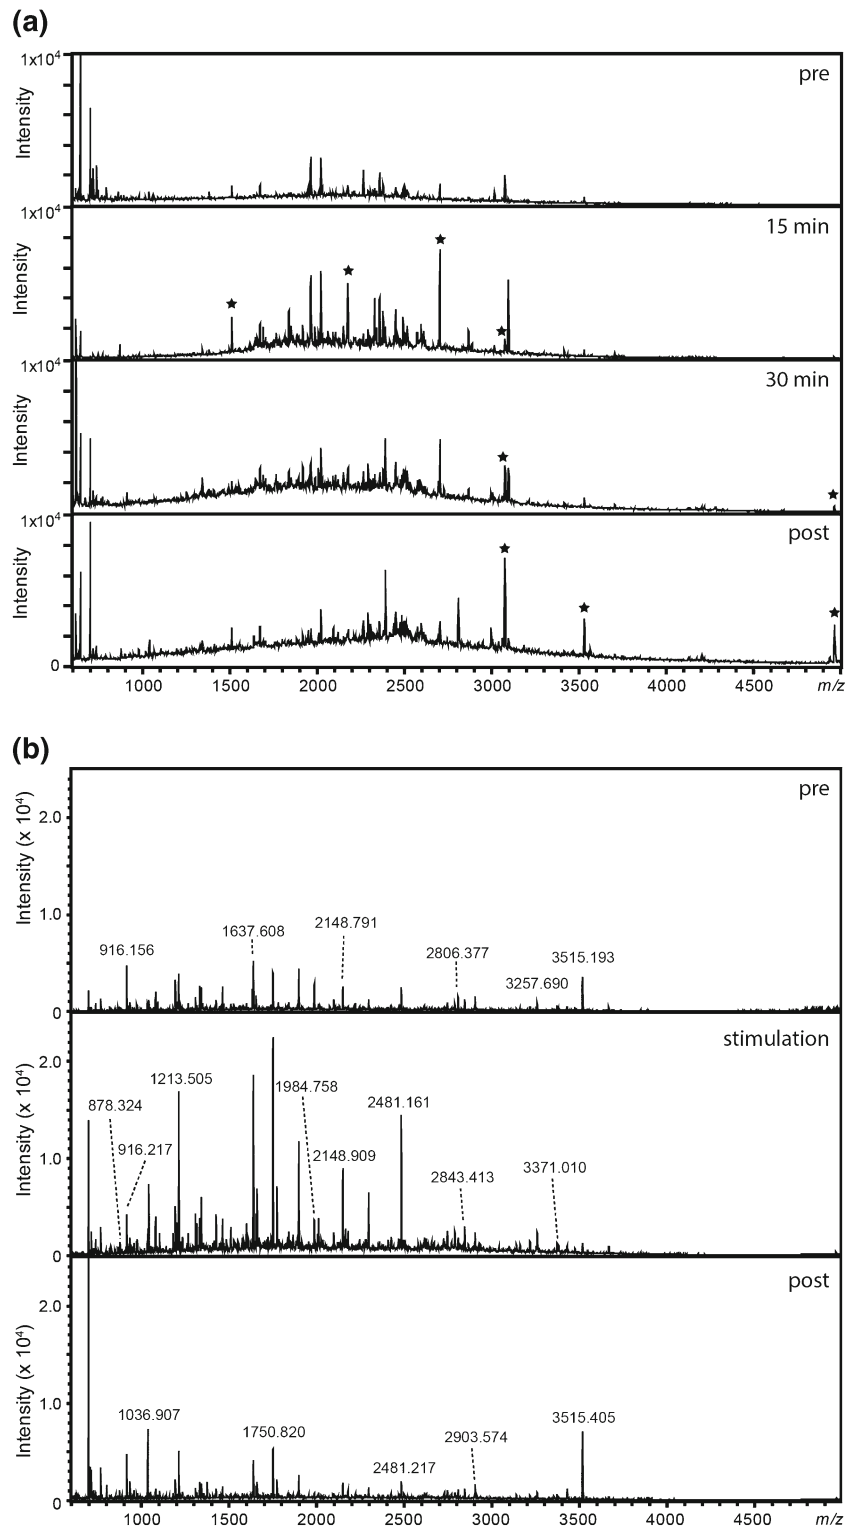 (a)
1x10⁴
pre
Intensity
1x10⁴
15 min
Intensity
1x10⁴
30 min
Intensity
1x10⁴
post
Intensity
0
1000 1500 2000 2500 3000 3500 4000 4500 m/z
(b)
pre
Intensity (x 10⁴)
2.0
1.0
0
916.156
1637.608
2148.791
2806.377
3257.690
3515.193
stimulation
Intensity (x 10⁴)
2.0
1.0
0
878.324
916.217
1213.505
1984.758
2148.909
2481.161
2843.413
3371.010
post
Intensity (x 10⁴)
2.0
1.0
0
1036.907
1750.820
2481.217
2903.574
3515.405
1000 1500 2000 2500 3000 3500 4000 4500 m/z